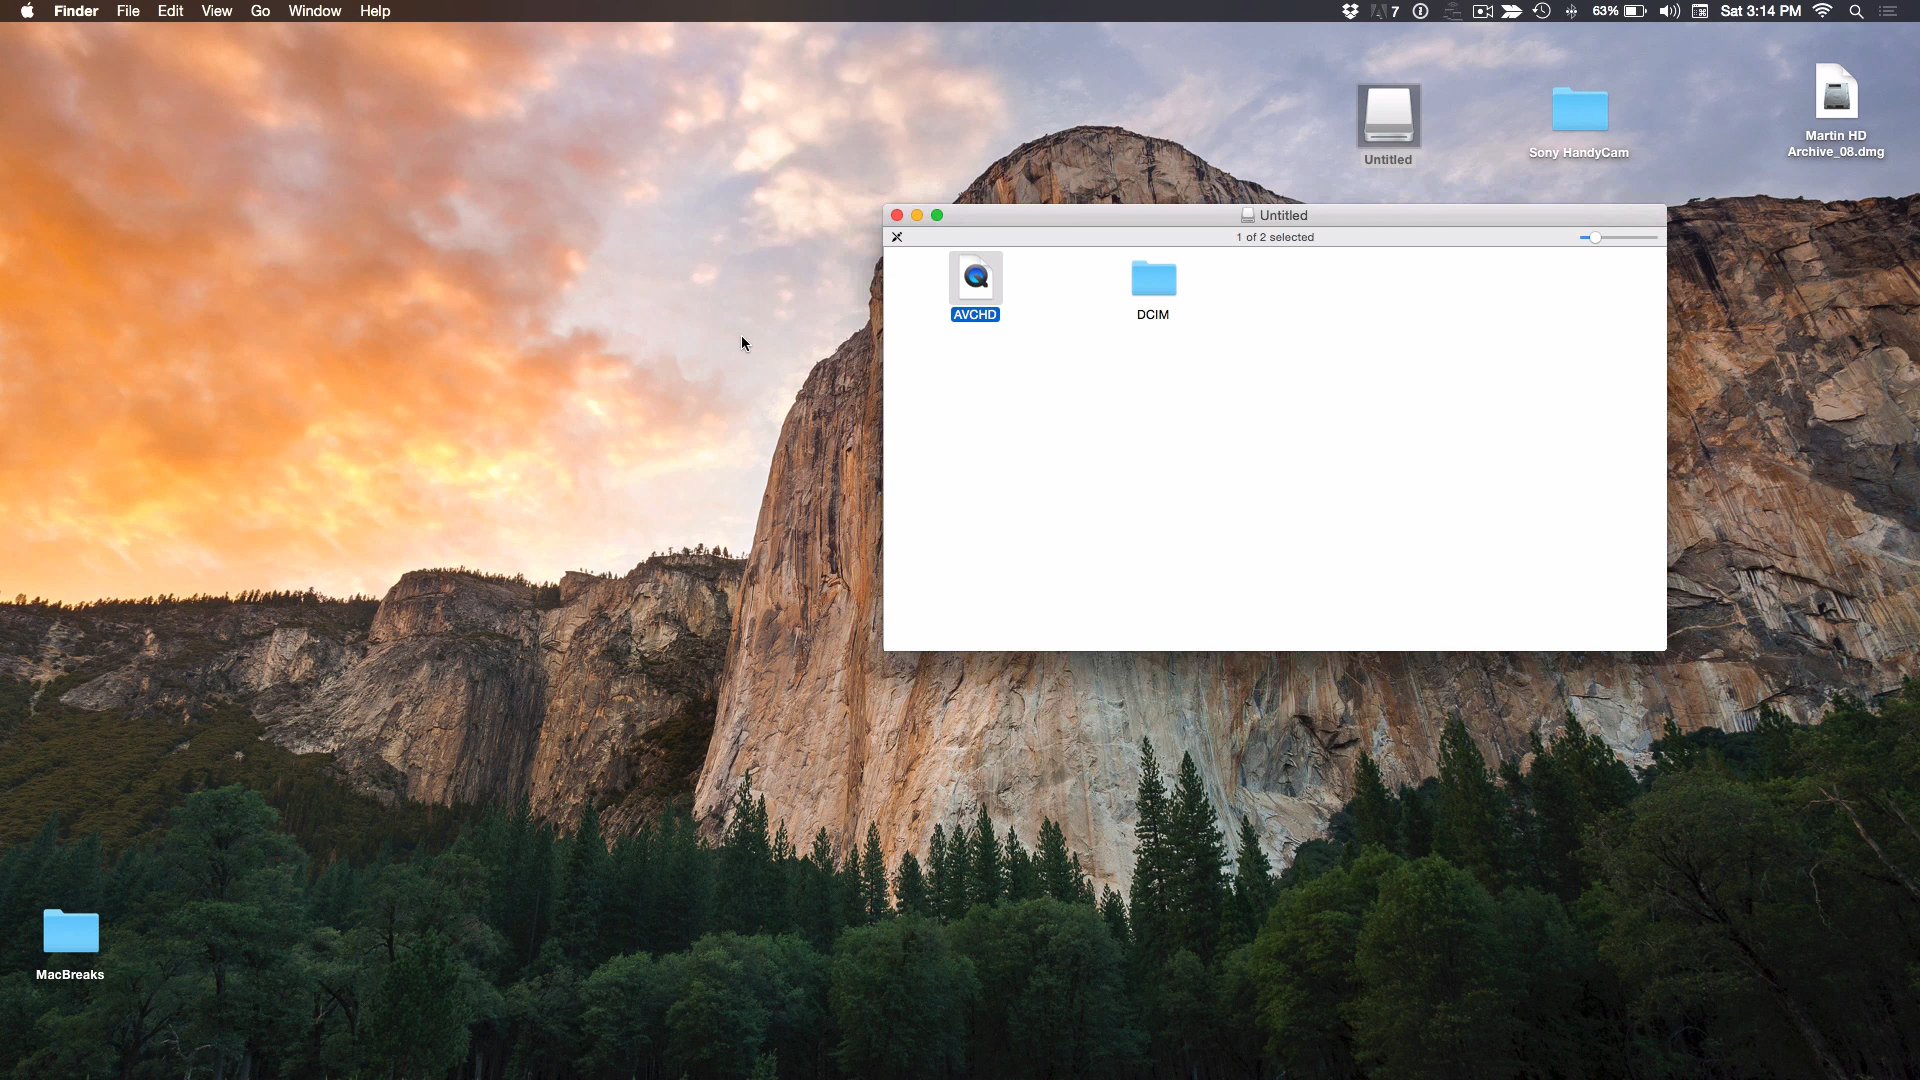 Finder File Edit View Go Window Help
7 63% Sat 3:14 PM
Untitled
Sony HandyCam
Martin HD
Archive_08.dmg
Untitled
1 of 2 selected
AVCHD
DCIM
MacBreaks